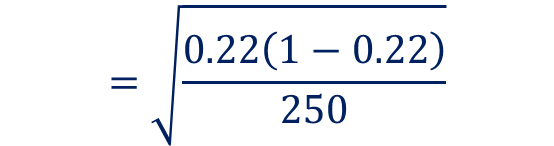 = √(0.22(1 − 0.22)/250)